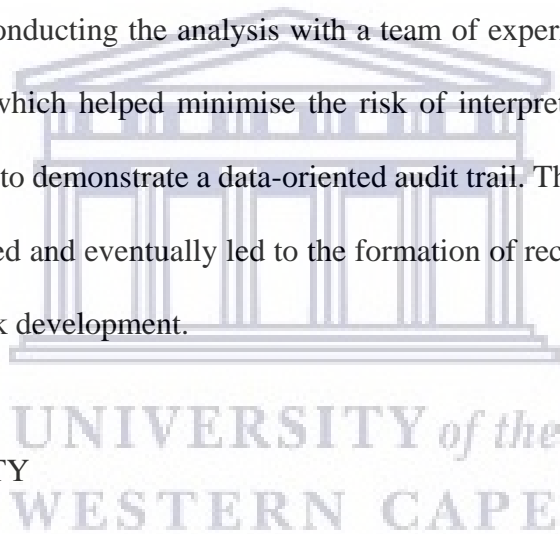 onducting the analysis with a team of exper
which helped minimise the risk of interpre
to demonstrate a data-oriented audit trail. Th
ed and eventually led to the formation of rec
k development.
UNIVERSITY of the
TY
WESTERN CAPE